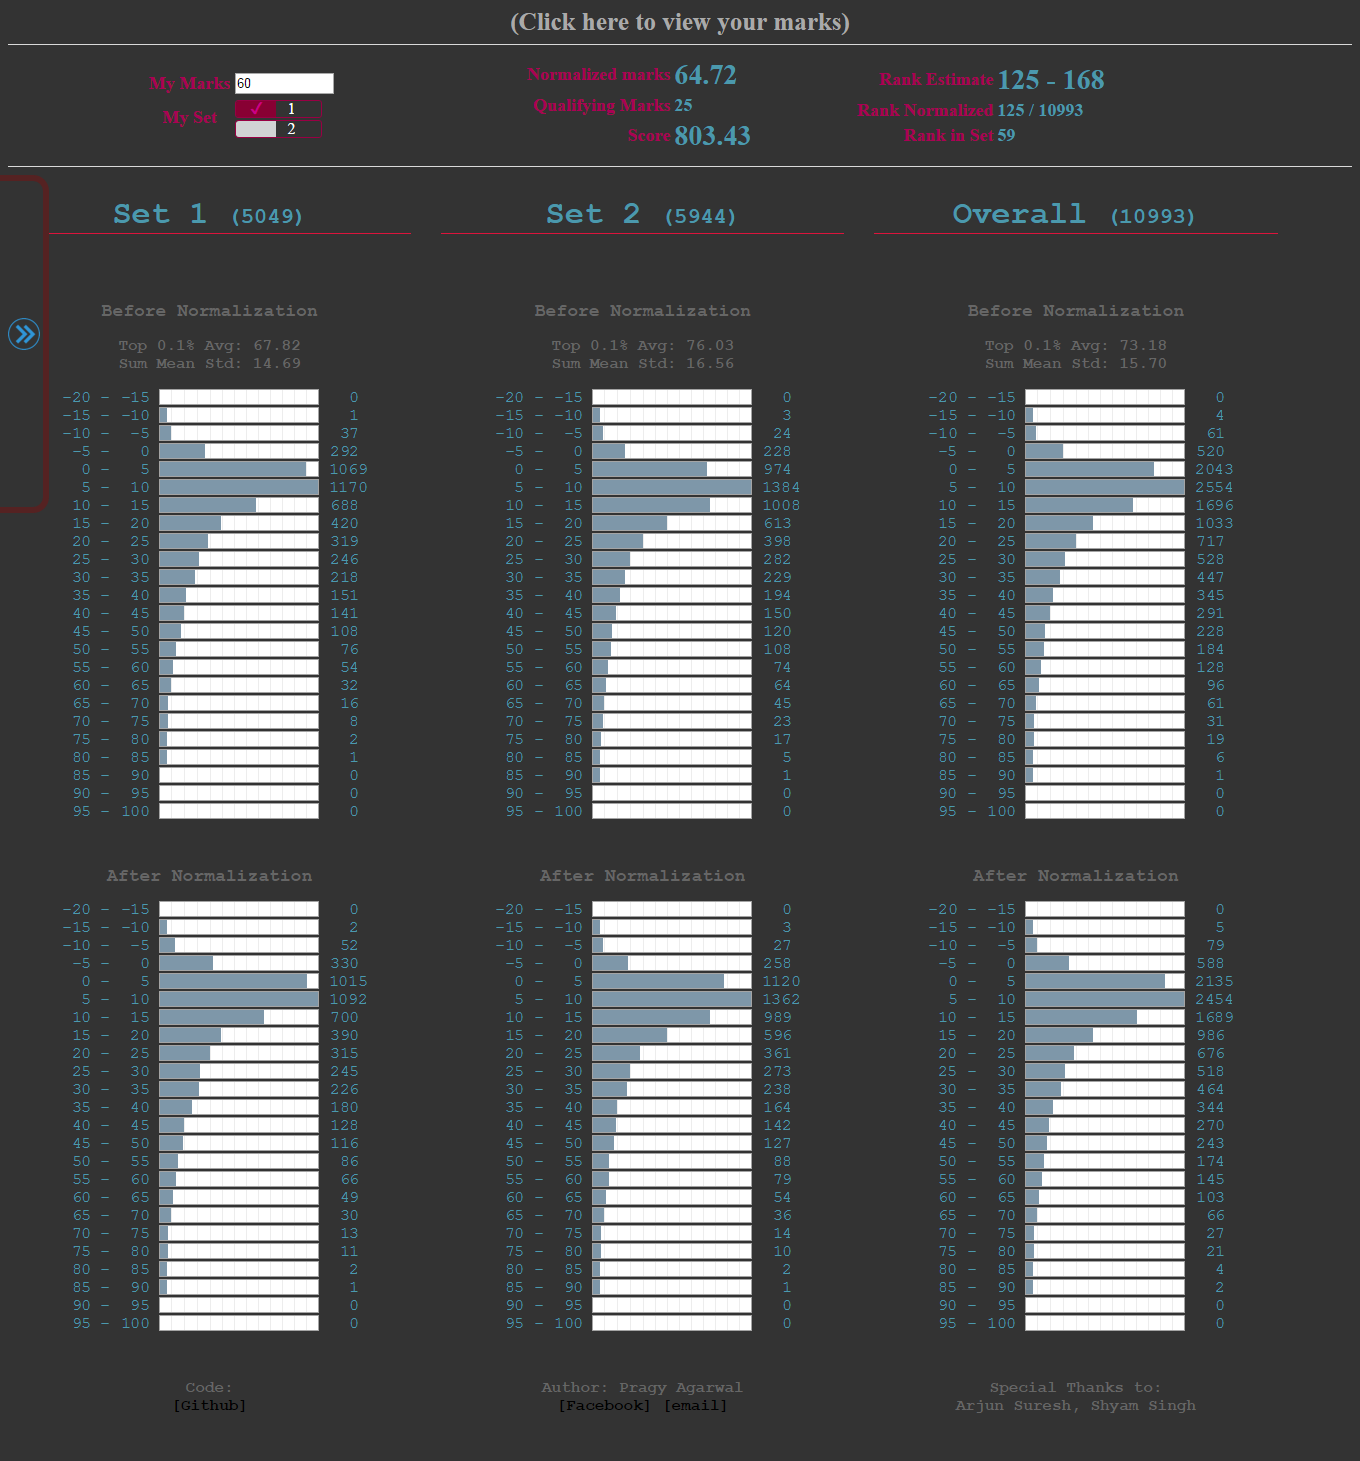 (Click here to view your marks)
My Marks 60
My Set 1
2
Normalized marks 64.72
Qualifying Marks 25
Score 803.43
Rank Estimate 125 - 168
Rank Normalized 125 / 10993
Rank in Set 59
Set 1 (5049)
Before Normalization
Top 0.1% Avg: 67.82
Sum Mean Std: 14.69
-20 - -15 0
-15 - -10 1
-10 - -5 37
-5 - 0 292
0 - 5 1069
5 - 10 1170
10 - 15 688
15 - 20 420
20 - 25 319
25 - 30 246
30 - 35 218
35 - 40 151
40 - 45 141
45 - 50 108
50 - 55 76
55 - 60 54
60 - 65 32
65 - 70 16
70 - 75 8
75 - 80 2
80 - 85 1
85 - 90 0
90 - 95 0
95 - 100 0
After Normalization
-20 - -15 0
-15 - -10 2
-10 - -5 52
-5 - 0 330
0 - 5 1015
5 - 10 1092
10 - 15 700
15 - 20 390
20 - 25 315
25 - 30 245
30 - 35 226
35 - 40 180
40 - 45 128
45 - 50 116
50 - 55 86
55 - 60 66
60 - 65 49
65 - 70 30
70 - 75 13
75 - 80 11
80 - 85 2
85 - 90 1
90 - 95 0
95 - 100 0
Code:
[Github]
Set 2 (5944)
Before Normalization
Top 0.1% Avg: 76.03
Sum Mean Std: 16.56
-20 - -15 0
-15 - -10 3
-10 - -5 24
-5 - 0 228
0 - 5 974
5 - 10 1384
10 - 15 1008
15 - 20 613
20 - 25 398
25 - 30 282
30 - 35 229
35 - 40 194
40 - 45 150
45 - 50 120
50 - 55 108
55 - 60 74
60 - 65 64
65 - 70 45
70 - 75 23
75 - 80 17
80 - 85 5
85 - 90 1
90 - 95 0
95 - 100 0
After Normalization
-20 - -15 0
-15 - -10 3
-10 - -5 27
-5 - 0 258
0 - 5 1120
5 - 10 1362
10 - 15 989
15 - 20 596
20 - 25 361
25 - 30 273
30 - 35 238
35 - 40 164
40 - 45 142
45 - 50 127
50 - 55 88
55 - 60 79
60 - 65 54
65 - 70 36
70 - 75 14
75 - 80 10
80 - 85 2
85 - 90 1
90 - 95 0
95 - 100 0
Author: Pragy Agarwal
[Facebook] [email]
Overall (10993)
Before Normalization
Top 0.1% Avg: 73.18
Sum Mean Std: 15.70
-20 - -15 0
-15 - -10 4
-10 - -5 61
-5 - 0 520
0 - 5 2043
5 - 10 2554
10 - 15 1696
15 - 20 1033
20 - 25 717
25 - 30 528
30 - 35 447
35 - 40 345
40 - 45 291
45 - 50 228
50 - 55 184
55 - 60 128
60 - 65 96
65 - 70 61
70 - 75 31
75 - 80 19
80 - 85 6
85 - 90 1
90 - 95 0
95 - 100 0
After Normalization
-20 - -15 0
-15 - -10 5
-10 - -5 79
-5 - 0 588
0 - 5 2135
5 - 10 2454
10 - 15 1689
15 - 20 986
20 - 25 676
25 - 30 518
30 - 35 464
35 - 40 344
40 - 45 270
45 - 50 243
50 - 55 174
55 - 60 145
60 - 65 103
65 - 70 66
70 - 75 27
75 - 80 21
80 - 85 4
85 - 90 2
90 - 95 0
95 - 100 0
Special Thanks to:
Arjun Suresh, Shyam Singh